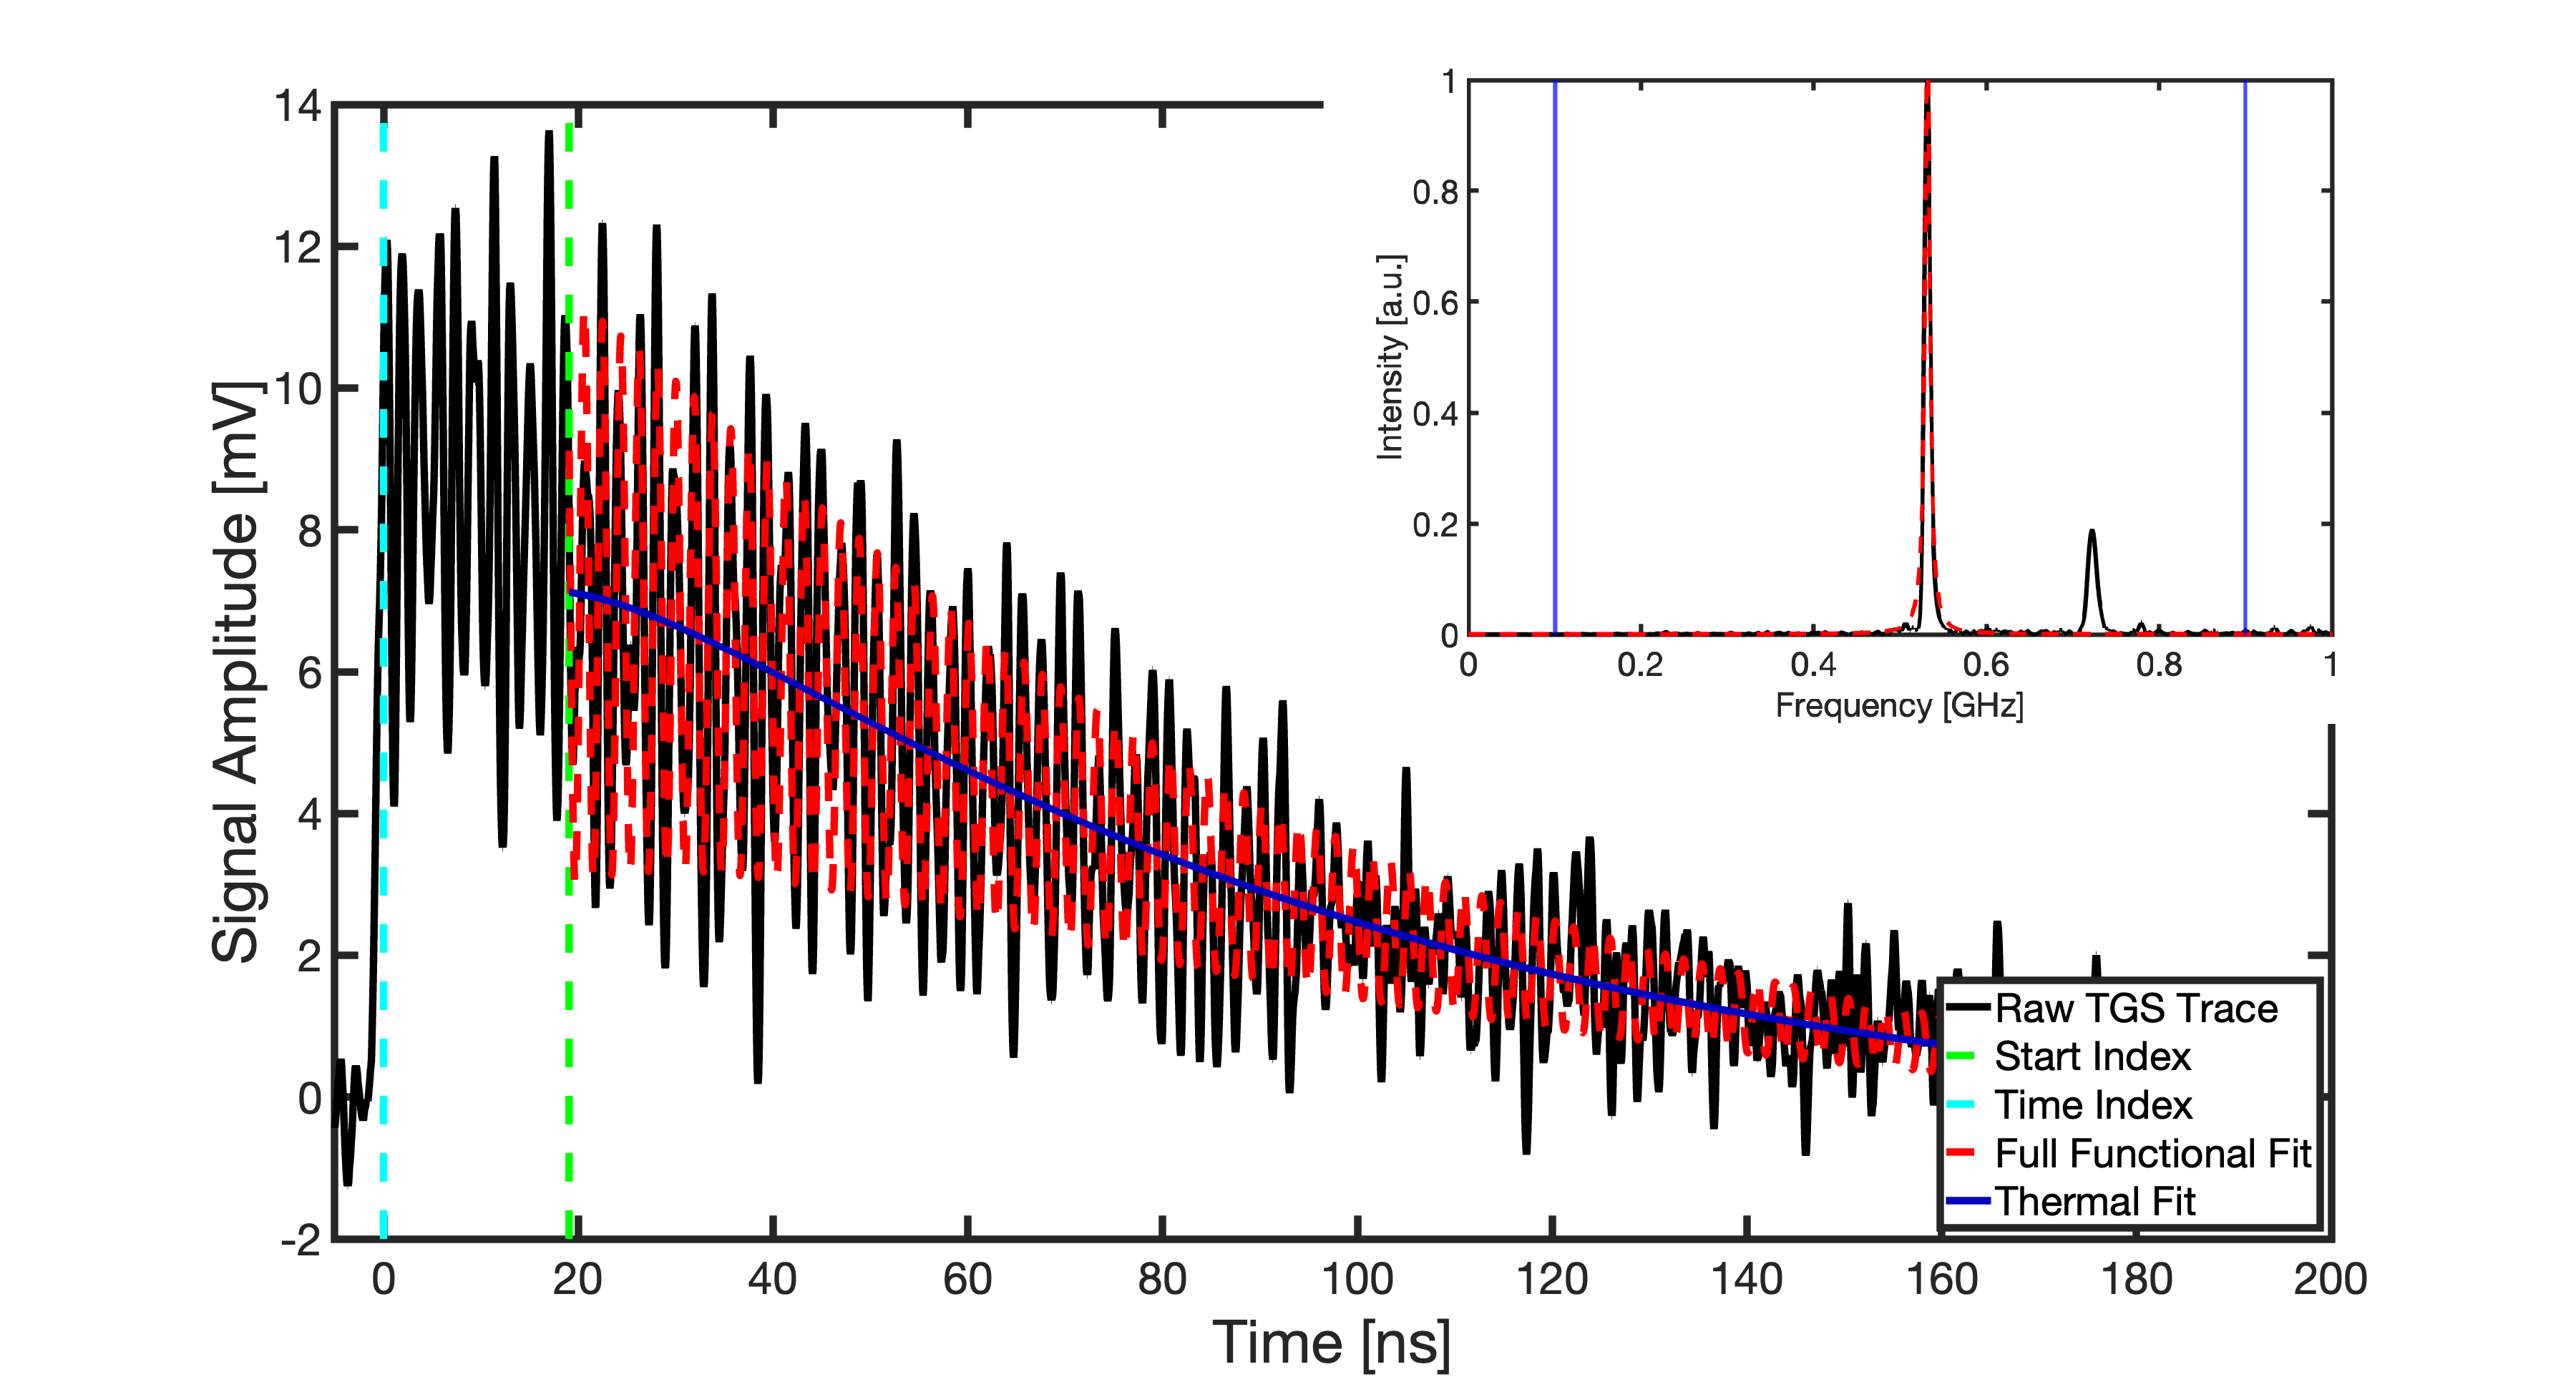 14
12
10
8
6
4
2
0
-2
Signal Amplitude [mV]
0 20 40 60 80 100 120 140 160 180 200
Time [ns]
1
0.8
0.6
0.4
0.2
0
Intensity [a.u.]
0 0.2 0.4 0.6 0.8 1
Frequency [GHz]
Raw TGS Trace
Start Index
Time Index
Full Functional Fit
Thermal Fit